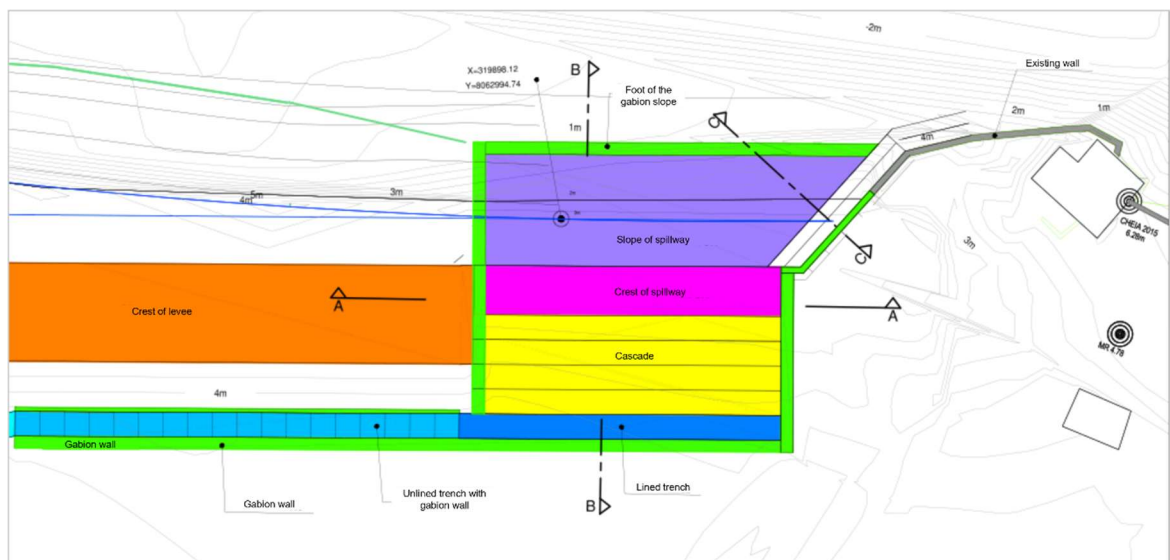 -2m
X=319898.12
Y=8062994.74
B
Existing wall
Foot of the
gabion slope
1m
2m
1m
C
4m
3m
5m
4m
CHEIA 2015
6.28m
Slope of spillway
3m
C
Crest of spillway
A
A
Crest of levee
MR 4.78
Cascade
4m
Gabion wall
Gabion wall
Unlined trench with
gabion wall
Lined trench
B